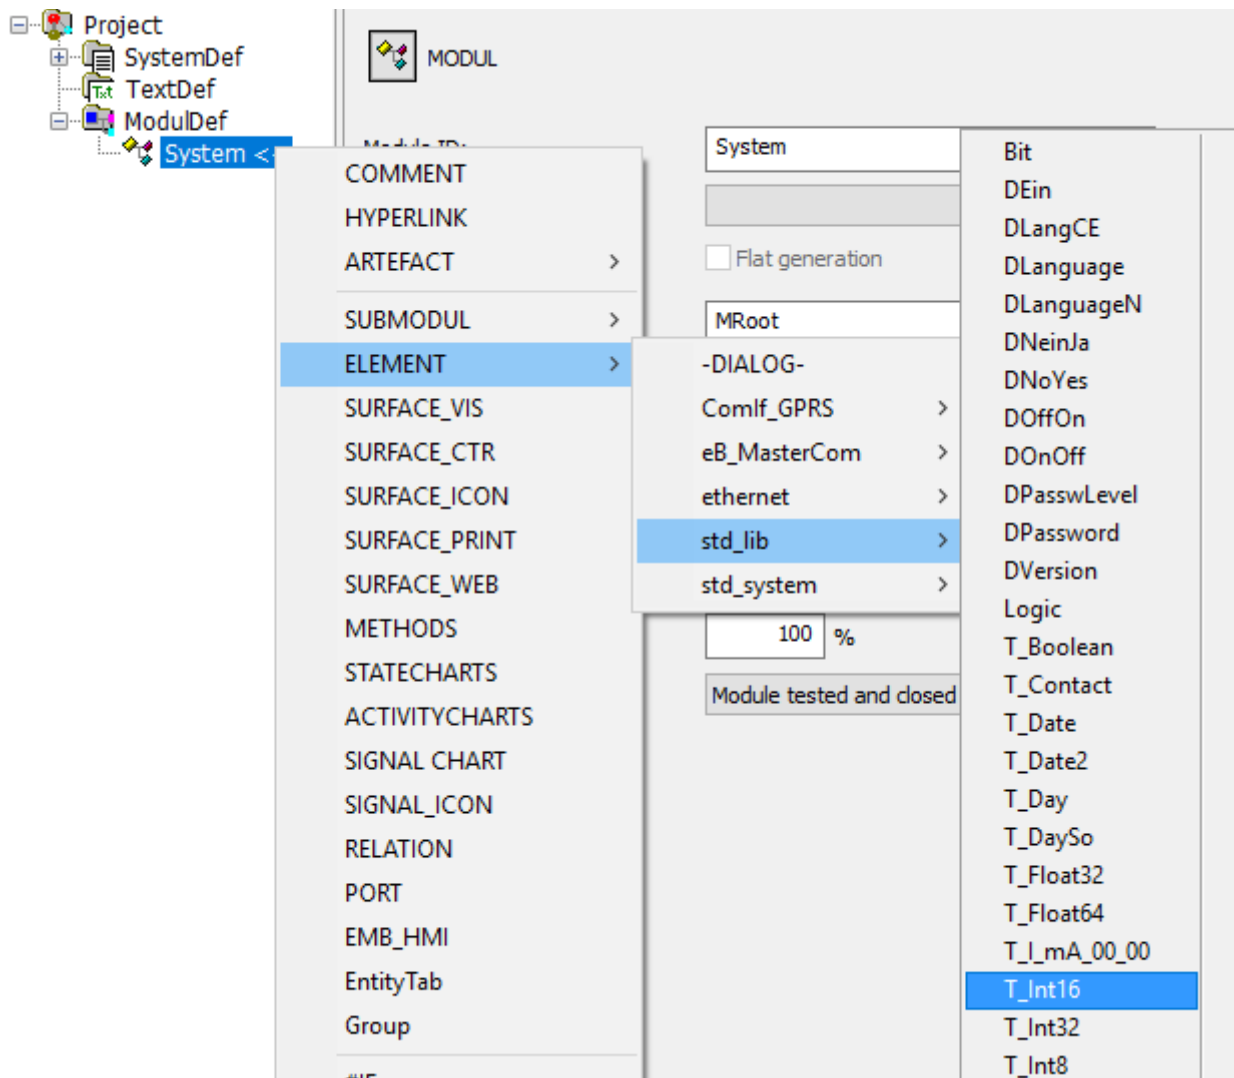 Project
SystemDef
Txt TextDef
ModulDef
System <
MODUL
System
Flat generation
MRoot
100 %
Module tested and closed
COMMENT
HYPERLINK
ARTEFACT
SUBMODUL
ELEMENT
SURFACE_VIS
SURFACE_CTR
SURFACE_ICON
SURFACE_PRINT
SURFACE_WEB
METHODS
STATECHARTS
ACTIVITYCHARTS
SIGNAL CHART
SIGNAL_ICON
RELATION
PORT
EMB_HMI
EntityTab
Group
-DIALOG-
ComIf_GPRS
eB_MasterCom
ethernet
std_lib
std_system
Bit
DEin
DLangCE
DLanguage
DLanguageN
DNeinJa
DNoYes
DOffOn
DOnOff
DPasswLevel
DPassword
DVersion
Logic
T_Boolean
T_Contact
T_Date
T_Date2
T_Day
T_DaySo
T_Float32
T_Float64
T_I_mA_00_00
T_Int16
T_Int32
T_Int8